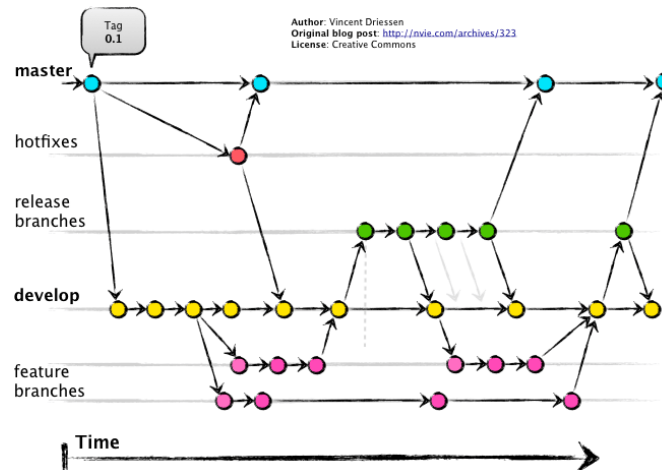 Tag
0.1
Author: Vincent Driessen
Original blog post: http://nvie.com/archives/323
License: Creative Commons
master
hotfixes
release
branches
develop
feature
branches
Time